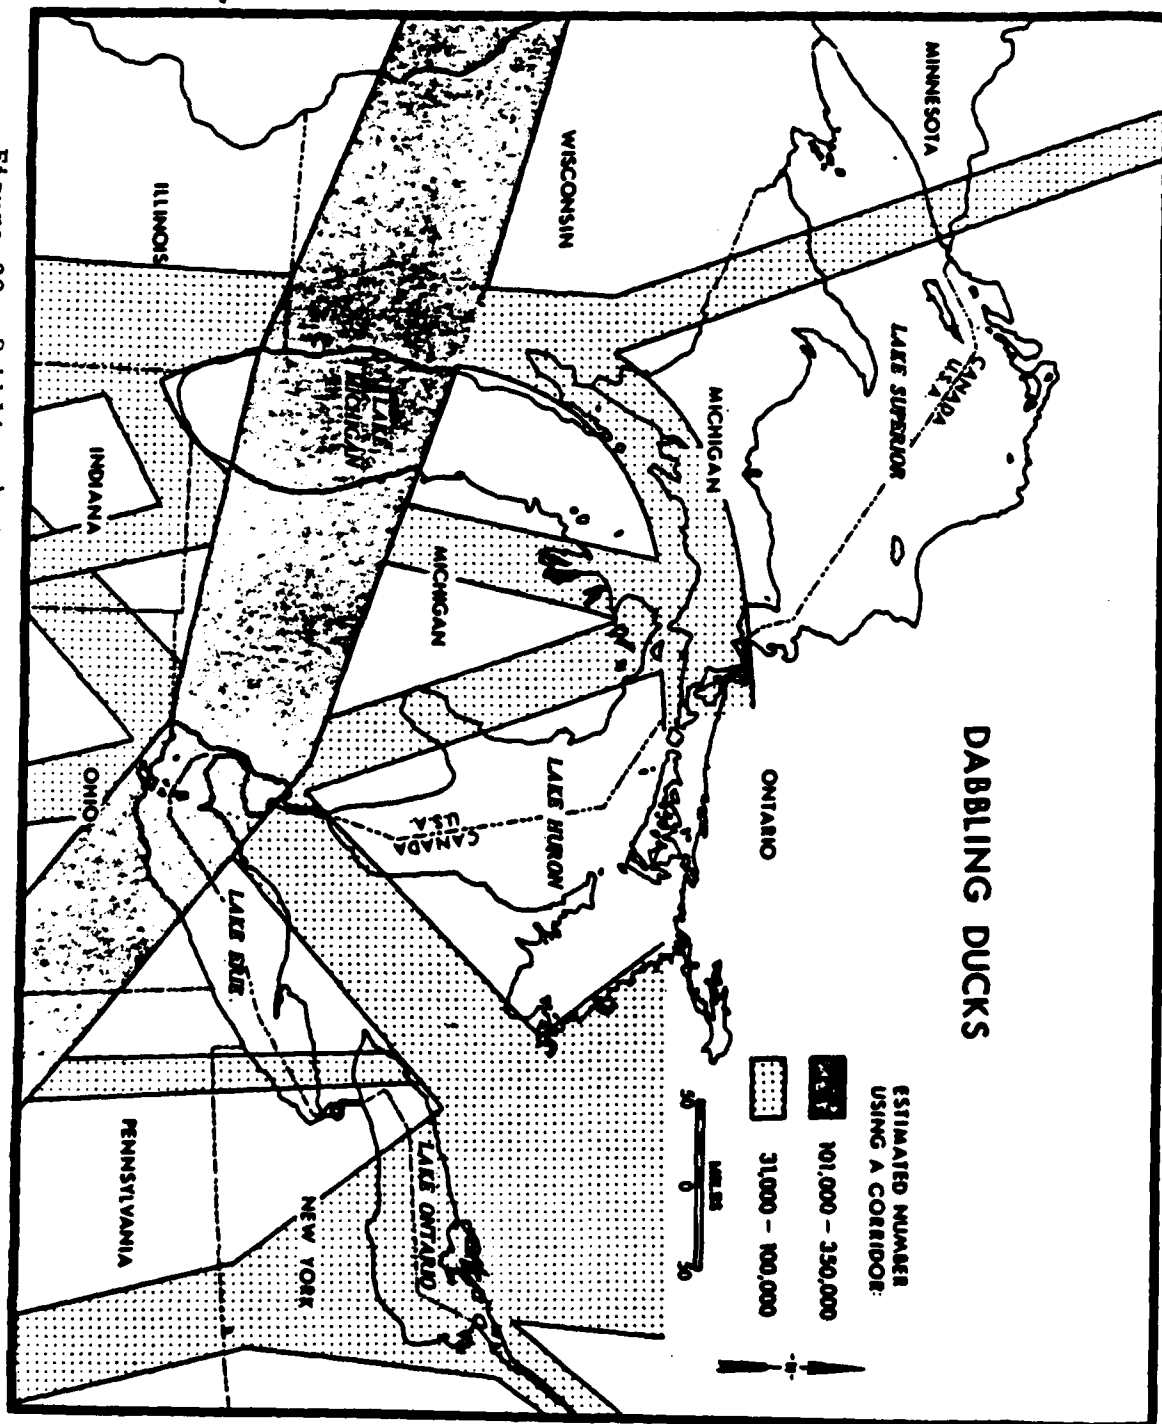 DABBLING DUCKS
ESTIMATED NUMBER
USING A CORRIDOR:
101,000 – 350,000
31,000 – 100,000
50 0 50
MILES
N
MINNESOTA
WISCONSIN
ILLINOIS
INDIANA
MICHIGAN
MICHIGAN
OHIO
ONTARIO
PENNSYLVANIA
NEW YORK
LAKE SUPERIOR
CANADA
U.S.A.
LAKE
MICHIGAN
LAKE HURON
CANADA
U.S.A.
LAKE ERIE
LAKE ONTARIO